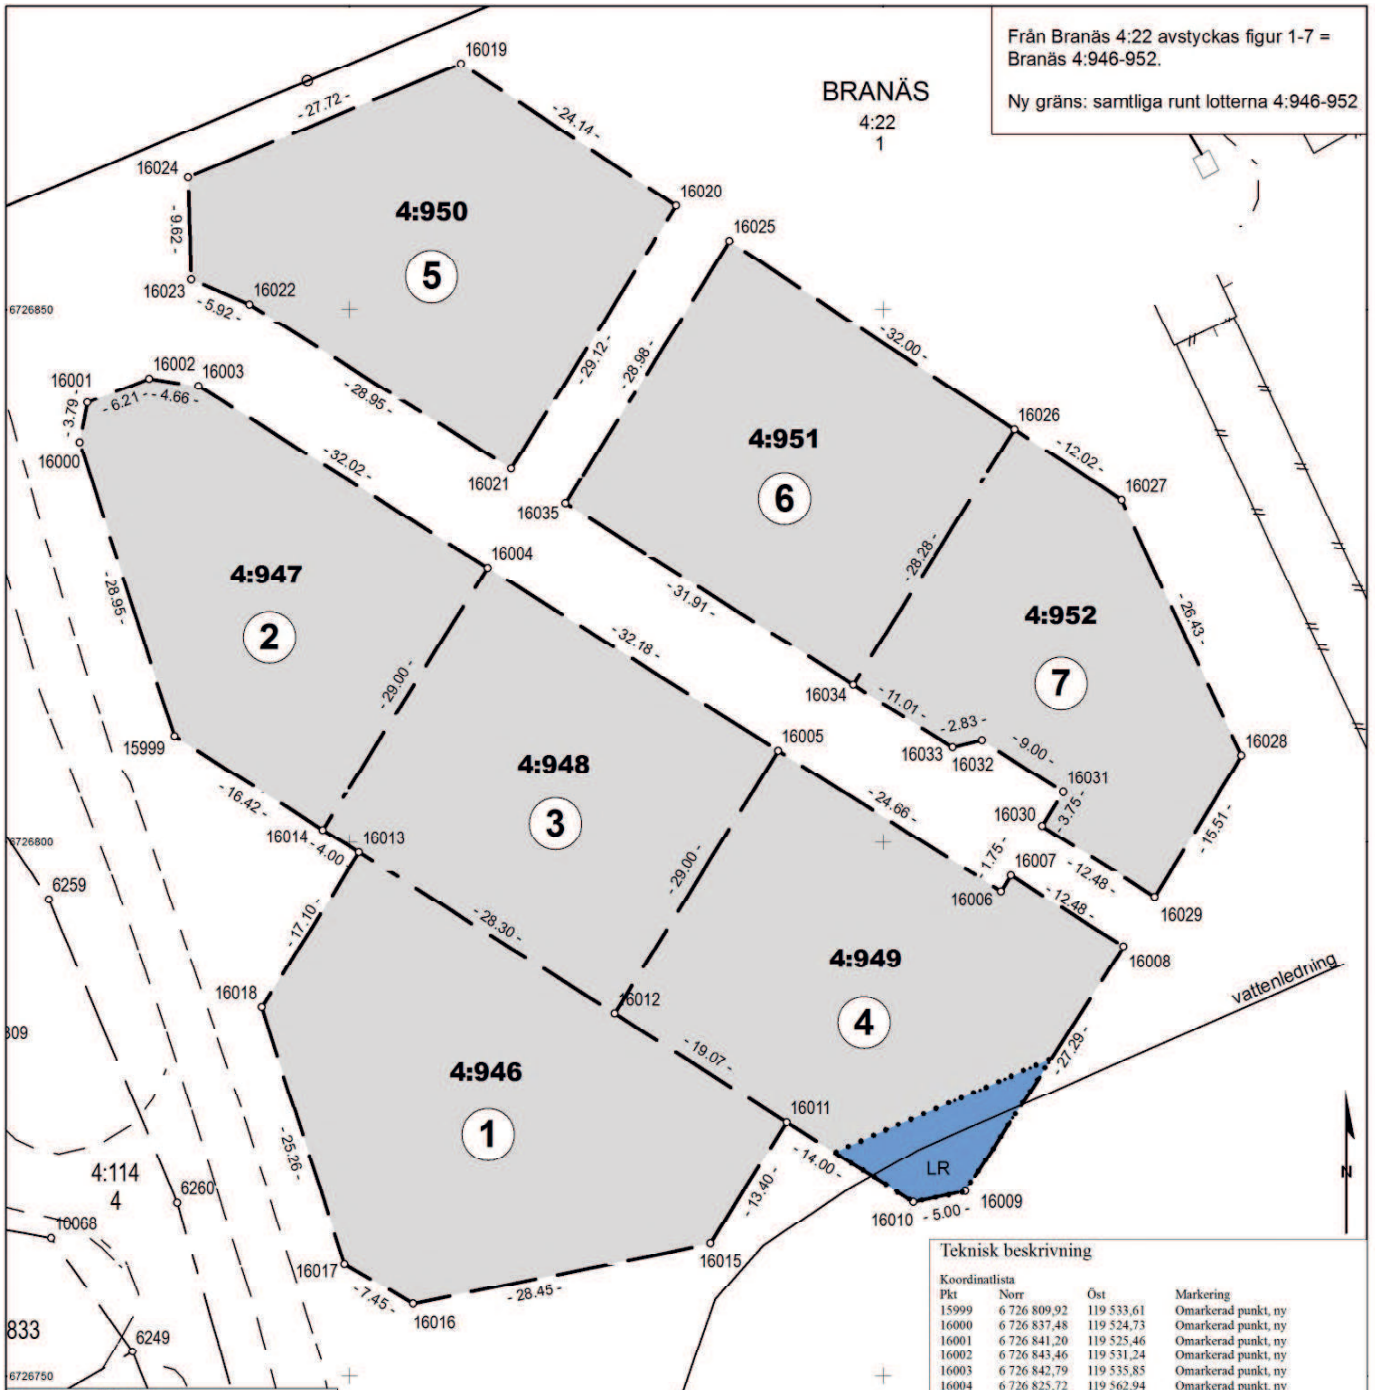 Från Branäs 4:22 avstyckas figur 1-7 =
Branäs 4:946-952.
Ny gräns: samtliga runt lotterna 4:946-952
BRANÄS
4:22
1
16019
- 27.72 -
- 24.14 -
16024
16020
4:950
5
- 9.62 -
16025
16023
16022
- 5.92 -
6726850
- 32.00 -
- 29.12 -
- 28.98 -
16001
16002
16003
- 3.79 -
- 6.21 -
- 4.66 -
- 28.95 -
16000
16026
- 12.02 -
4:951
6
- 32.02 -
16021
16035
16027
16004
4:947
2
- 28.95 -
- 28.28 -
- 31.91 -
- 26.43 -
4:952
7
- 32.18 -
- 29.00 -
16034
- 11.01 -
- 2.83 -
16033
16032
- 9.00 -
15999
16005
16028
4:948
3
16031
- 3.75 -
16030
- 24.66 -
- 15.51 -
- 16.42 -
16014
- 4.00 -
16013
6726800
- 1.75 -
16007
- 12.48 -
16006
- 12.48 -
16029
- 29.00 -
6259
- 17.10 -
- 28.30 -
16008
4:949
4
vattenledning
16018
16012
- 19.07 -
- 27.29 -
309
4:946
1
16011
- 14.00 -
- 25.26 -
- 13.40 -
LR
4:114
4
6260
16009
16010
- 5.00 -
N
10068
16015
16017
- 7.45 -
- 28.45 -
16016
833
6249
6726750
Teknisk beskrivning
Koordinatlista
Pkt Norr Öst Markering
15999 6 726 809,92 119 533,61 Omarkerad punkt, ny
16000 6 726 837,48 119 524,73 Omarkerad punkt, ny
16001 6 726 841,20 119 525,46 Omarkerad punkt, ny
16002 6 726 843,46 119 531,24 Omarkerad punkt, ny
16003 6 726 842,79 119 535,85 Omarkerad punkt, ny
16004 6 726 825,72 119 562,94 Omarkerad punkt, ny